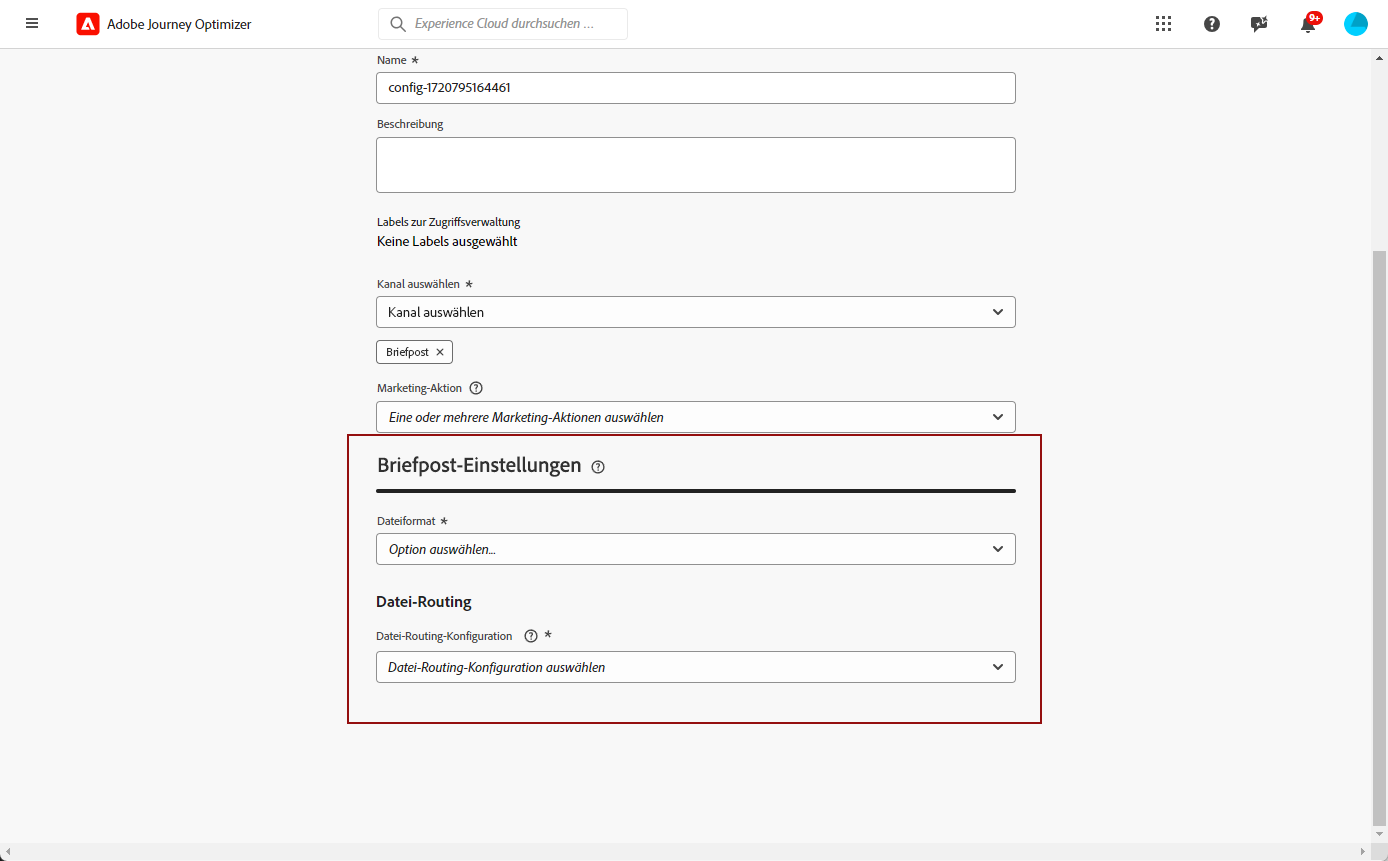 Adobe Journey Optimizer
Experience Cloud durchsuchen ...
9+
Name *
config-1720795164461
Beschreibung
Labels zur Zugriffsverwaltung
Keine Labels ausgewählt
Kanal auswählen *
Kanal auswählen
Briefpost ×
Marketing-Aktion ?
Eine oder mehrere Marketing-Aktionen auswählen
Briefpost-Einstellungen ?
Dateiformat *
Option auswählen...
Datei-Routing
Datei-Routing-Konfiguration ? *
Datei-Routing-Konfiguration auswählen